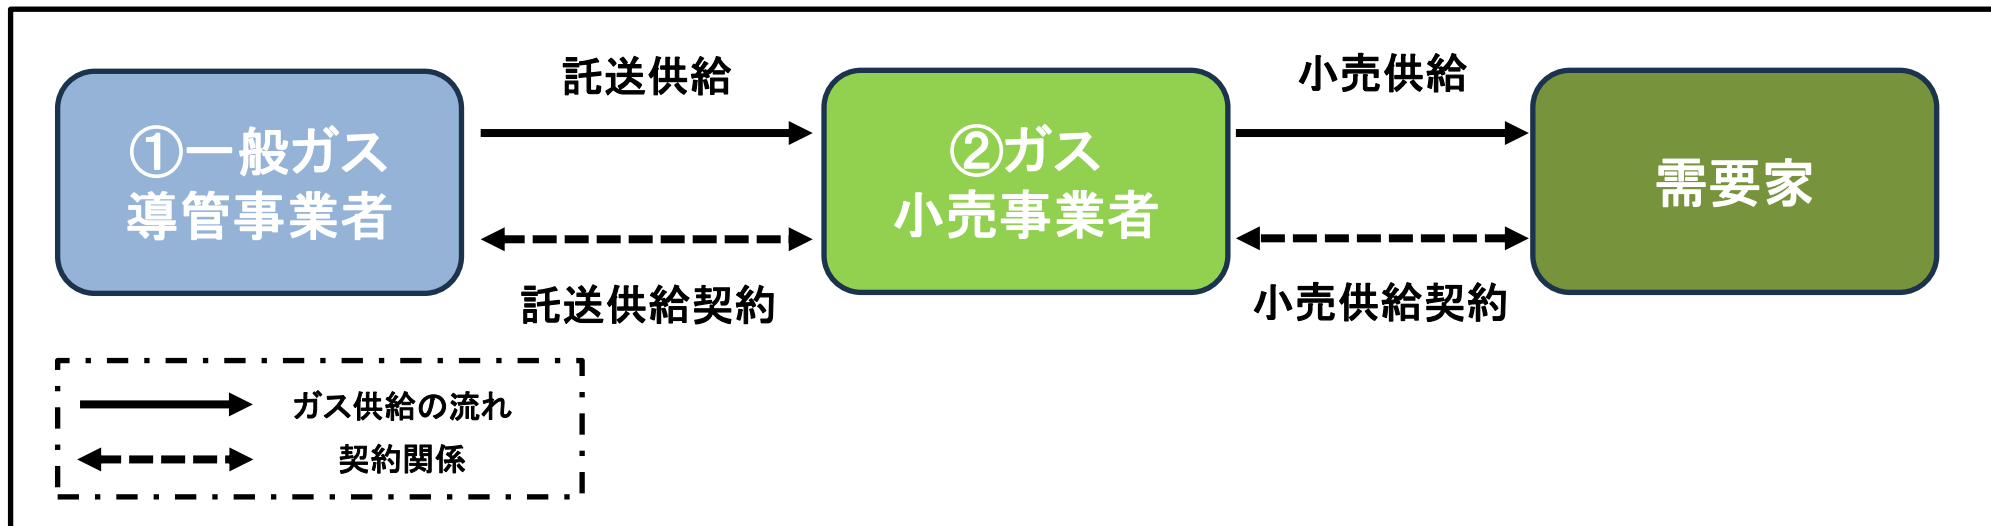 託送供給
小売供給
①一般ガス
導管事業者
②ガス
小売事業者
需要家
託送供給契約
小売供給契約
ガス供給の流れ
契約関係